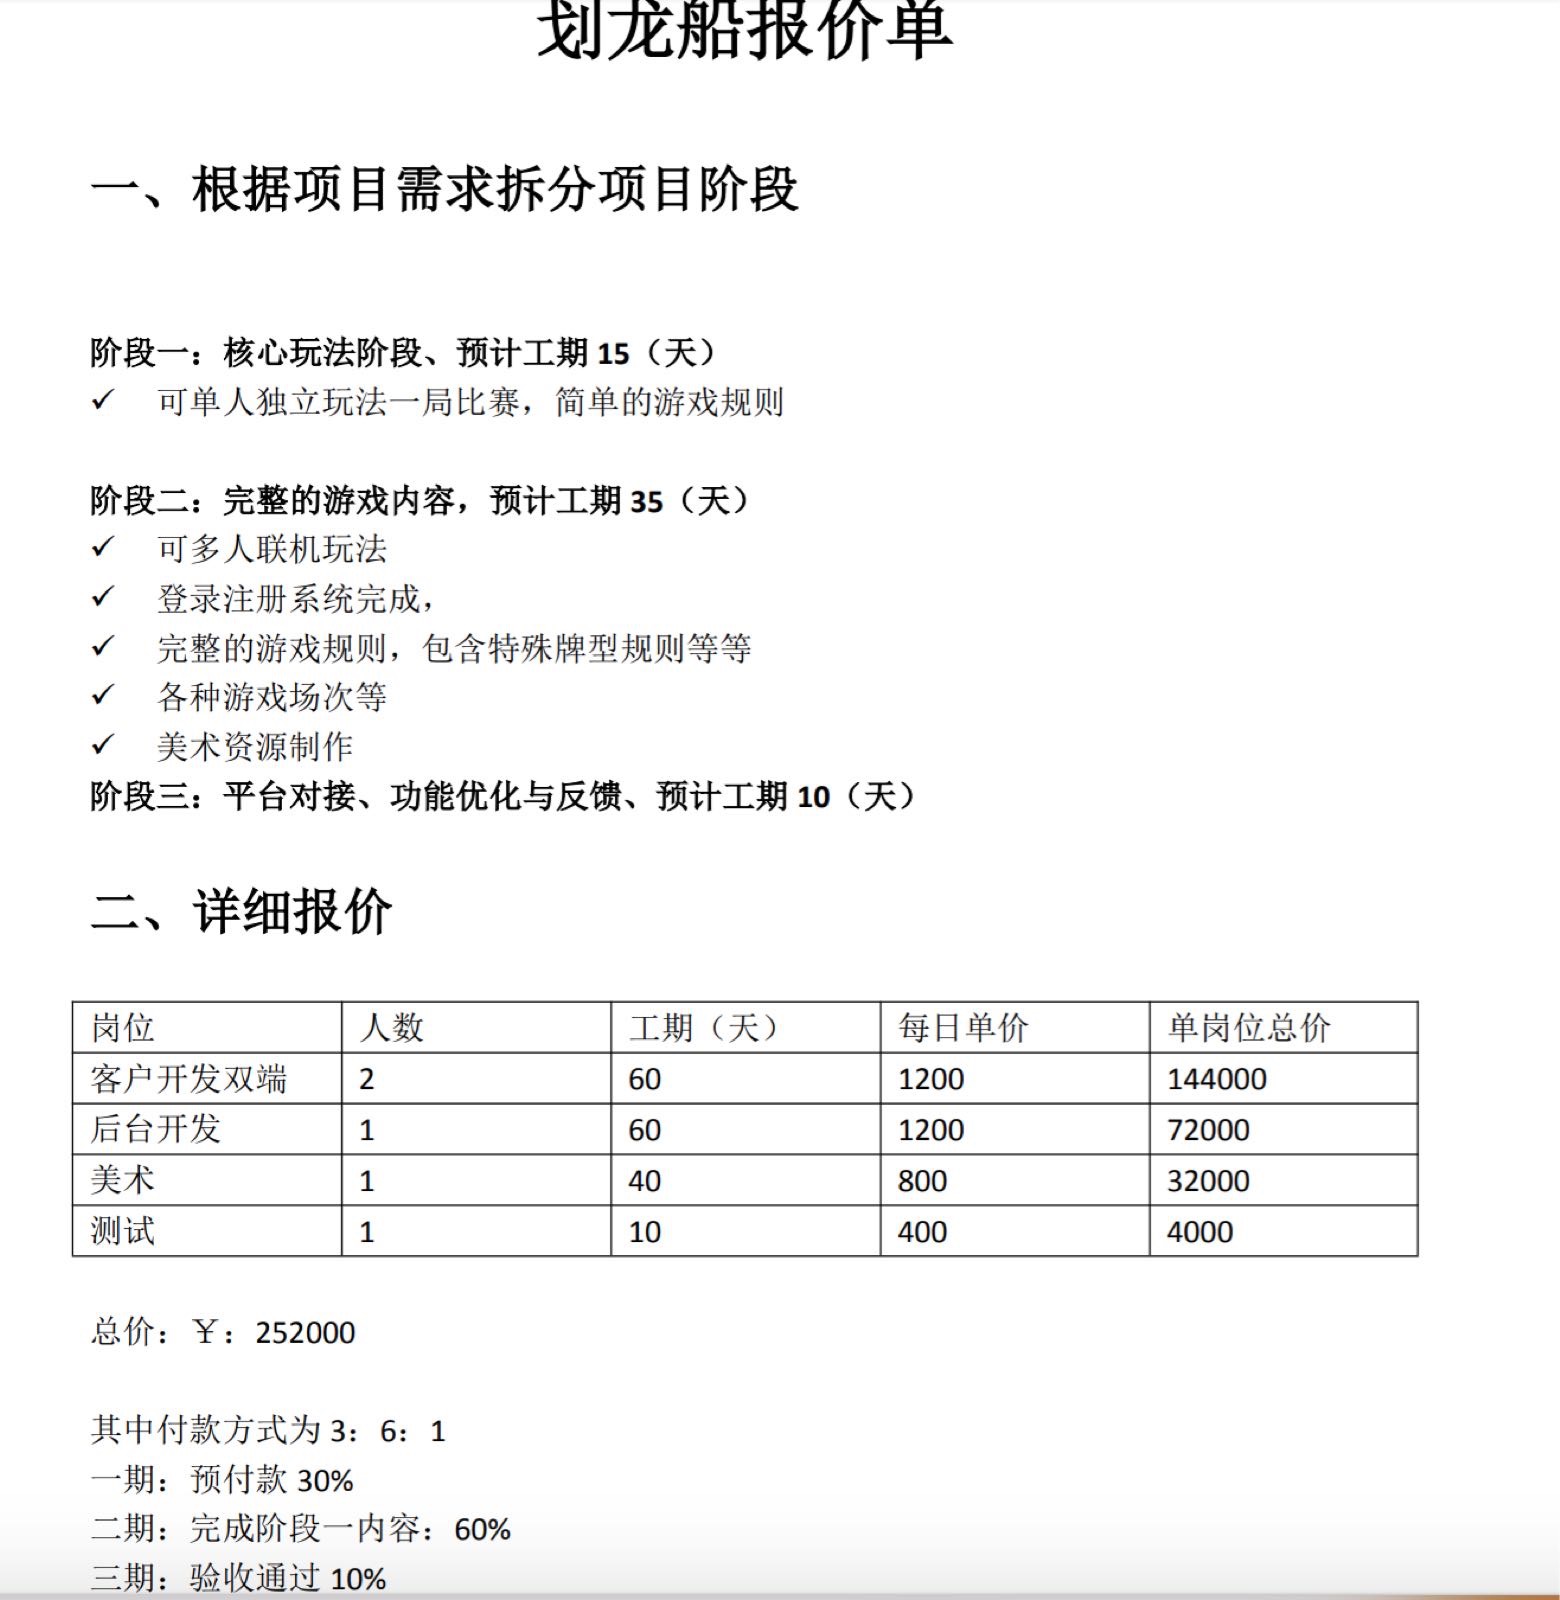 划龙船报价单
一、根据项目需求拆分项目阶段
阶段一：核心玩法阶段、预计工期 15（天）
✓ 可单人独立玩法一局比赛，简单的游戏规则
阶段二：完整的游戏内容，预计工期 35（天）
✓ 可多人联机玩法
✓ 登录注册系统完成，
✓ 完整的游戏规则，包含特殊牌型规则等等
✓ 各种游戏场次等
✓ 美术资源制作
阶段三：平台对接、功能优化与反馈、预计工期 10（天）
二、详细报价
岗位 人数 工期（天） 每日单价 单岗位总价
客户开发双端 2 60 1200 144000
后台开发 1 60 1200 72000
美术 1 40 800 32000
测试 1 10 400 4000
总价：￥：252000
其中付款方式为 3：6：1
一期：预付款 30%
二期：完成阶段一内容：60%
三期：验收通过 10%